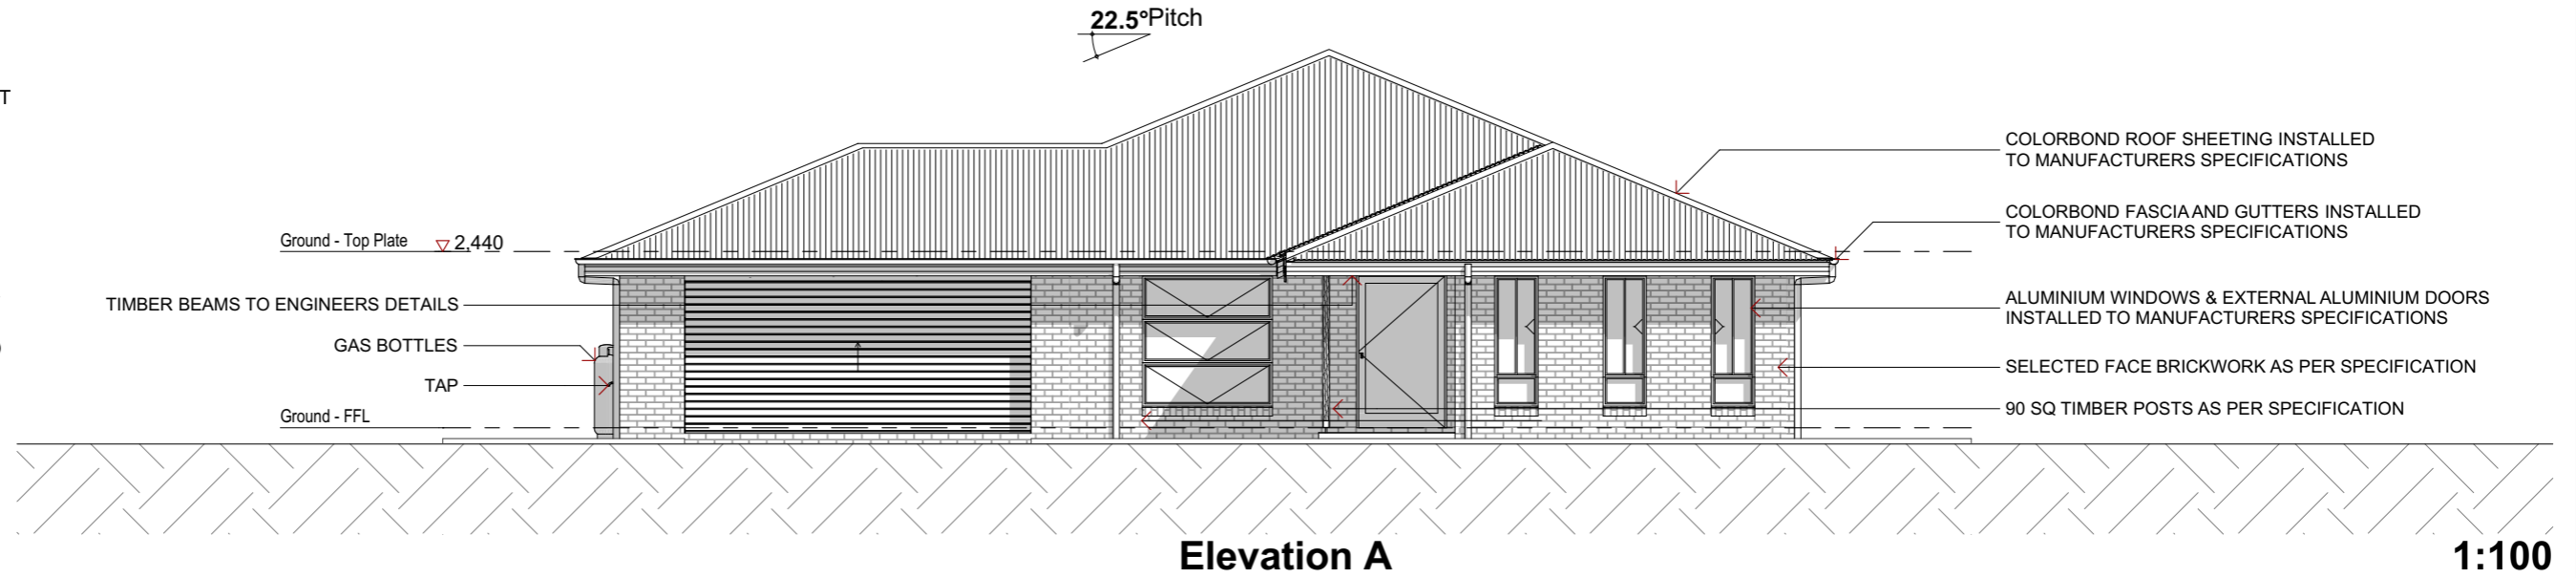 22.5°Pitch
T
COLORBOND ROOF SHEETING INSTALLED
TO MANUFACTURERS SPECIFICATIONS
COLORBOND FASCIA AND GUTTERS INSTALLED
TO MANUFACTURERS SPECIFICATIONS
Ground - Top Plate 2,440
TIMBER BEAMS TO ENGINEERS DETAILS
ALUMINIUM WINDOWS & EXTERNAL ALUMINIUM DOORS
INSTALLED TO MANUFACTURERS SPECIFICATIONS
GAS BOTTLES
SELECTED FACE BRICKWORK AS PER SPECIFICATION
TAP
Ground - FFL
90 SQ TIMBER POSTS AS PER SPECIFICATION
Elevation A
1:100